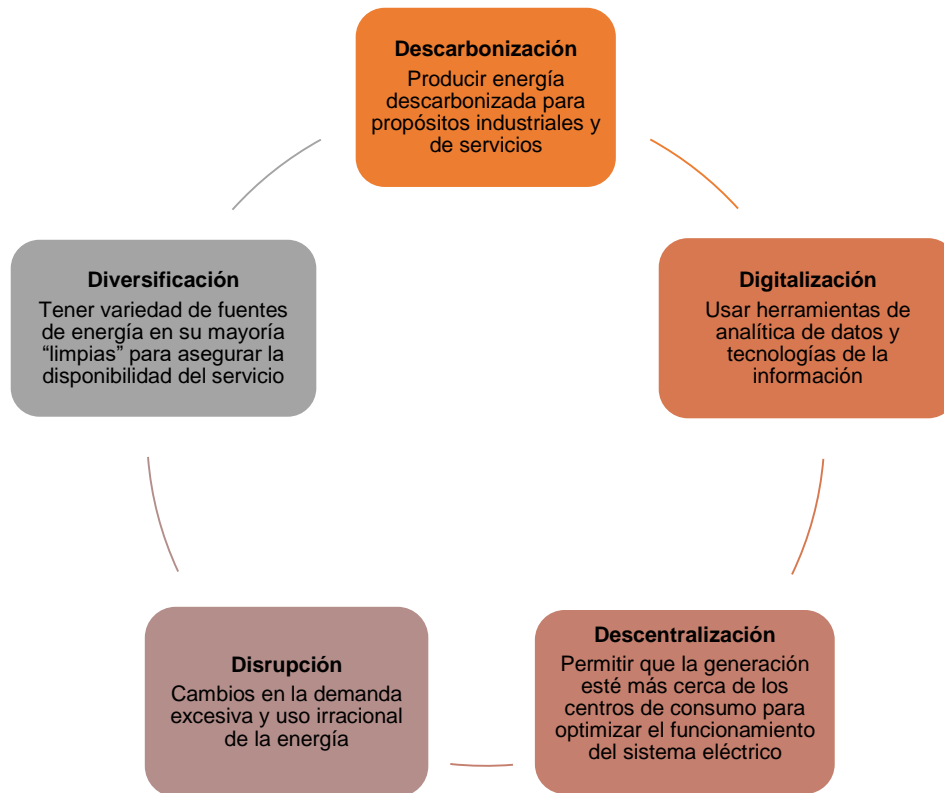 Descarbonización
Producir energía
descarbonizada para
propósitos industriales y
de servicios
Diversificación
Tener variedad de fuentes
de energía en su mayoría
“limpias” para asegurar la
disponibilidad del servicio
Digitalización
Usar herramientas de
analítica de datos y
tecnologías de la
información
Disrupción
Cambios en la demanda
excesiva y uso irracional
de la energía
Descentralización
Permitir que la generación
esté más cerca de los
centros de consumo para
optimizar el funcionamiento
del sistema eléctrico